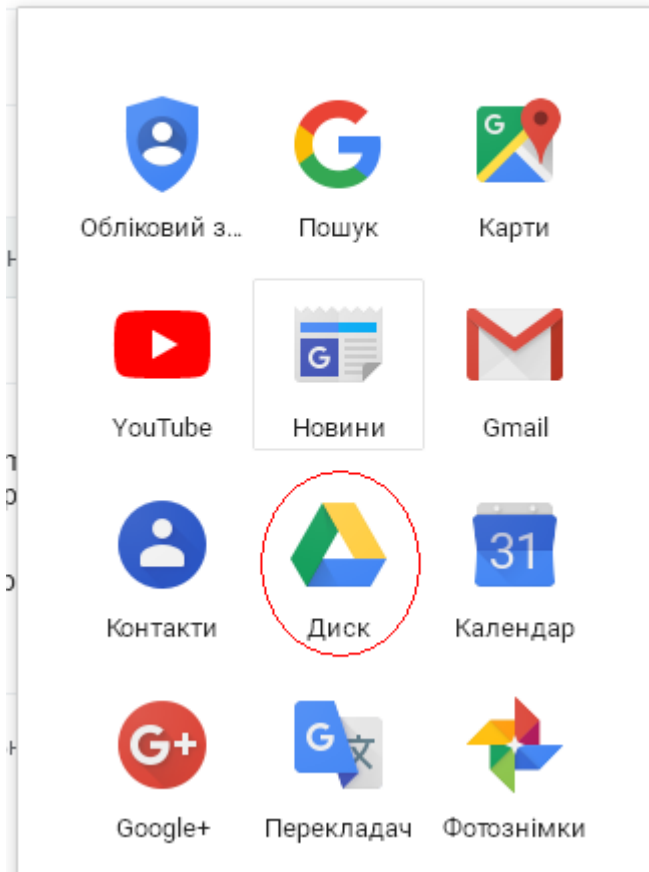 Обліковий з...
Пошук
Карти
YouTube
Новини
Gmail
Контакти
Диск
31
Календар
G+
Google+
Перекладач
Фотознімки